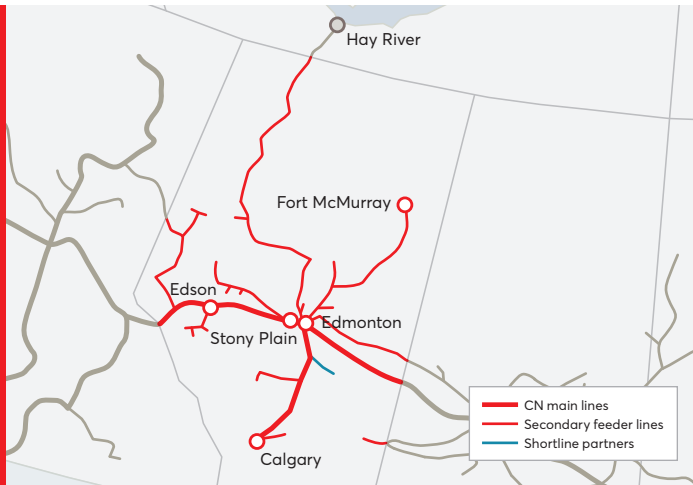 Hay River
Fort McMurray
Edson
Edmonton
Stony Plain
CN main lines
Secondary feeder lines
Shortline partners
Calgary